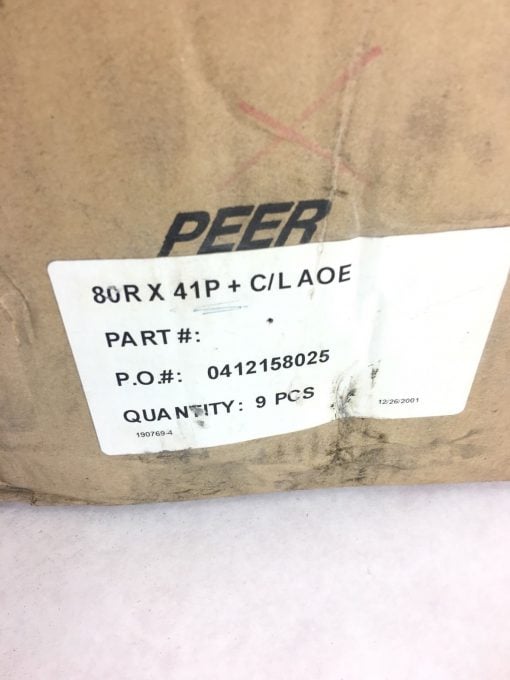 PEER
80R X 41P + C/L AOE
PART #:
P.O.#: 0412158025
QUANTITY: 9 PCS
190769-4 12/26/2001